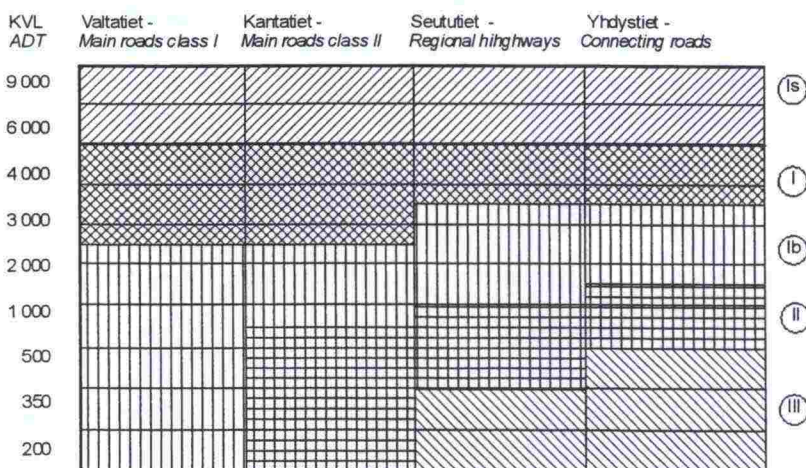 KVL Valtatiet - Kantatiet - Seututiet - Yhdystiet -
ADT Main roads class I Main roads class II Regional hihghways Connecting roads
9 000 Is
6 000
4 000 I
3 000 Ib
2 000
1 000 II
500
350 III
200